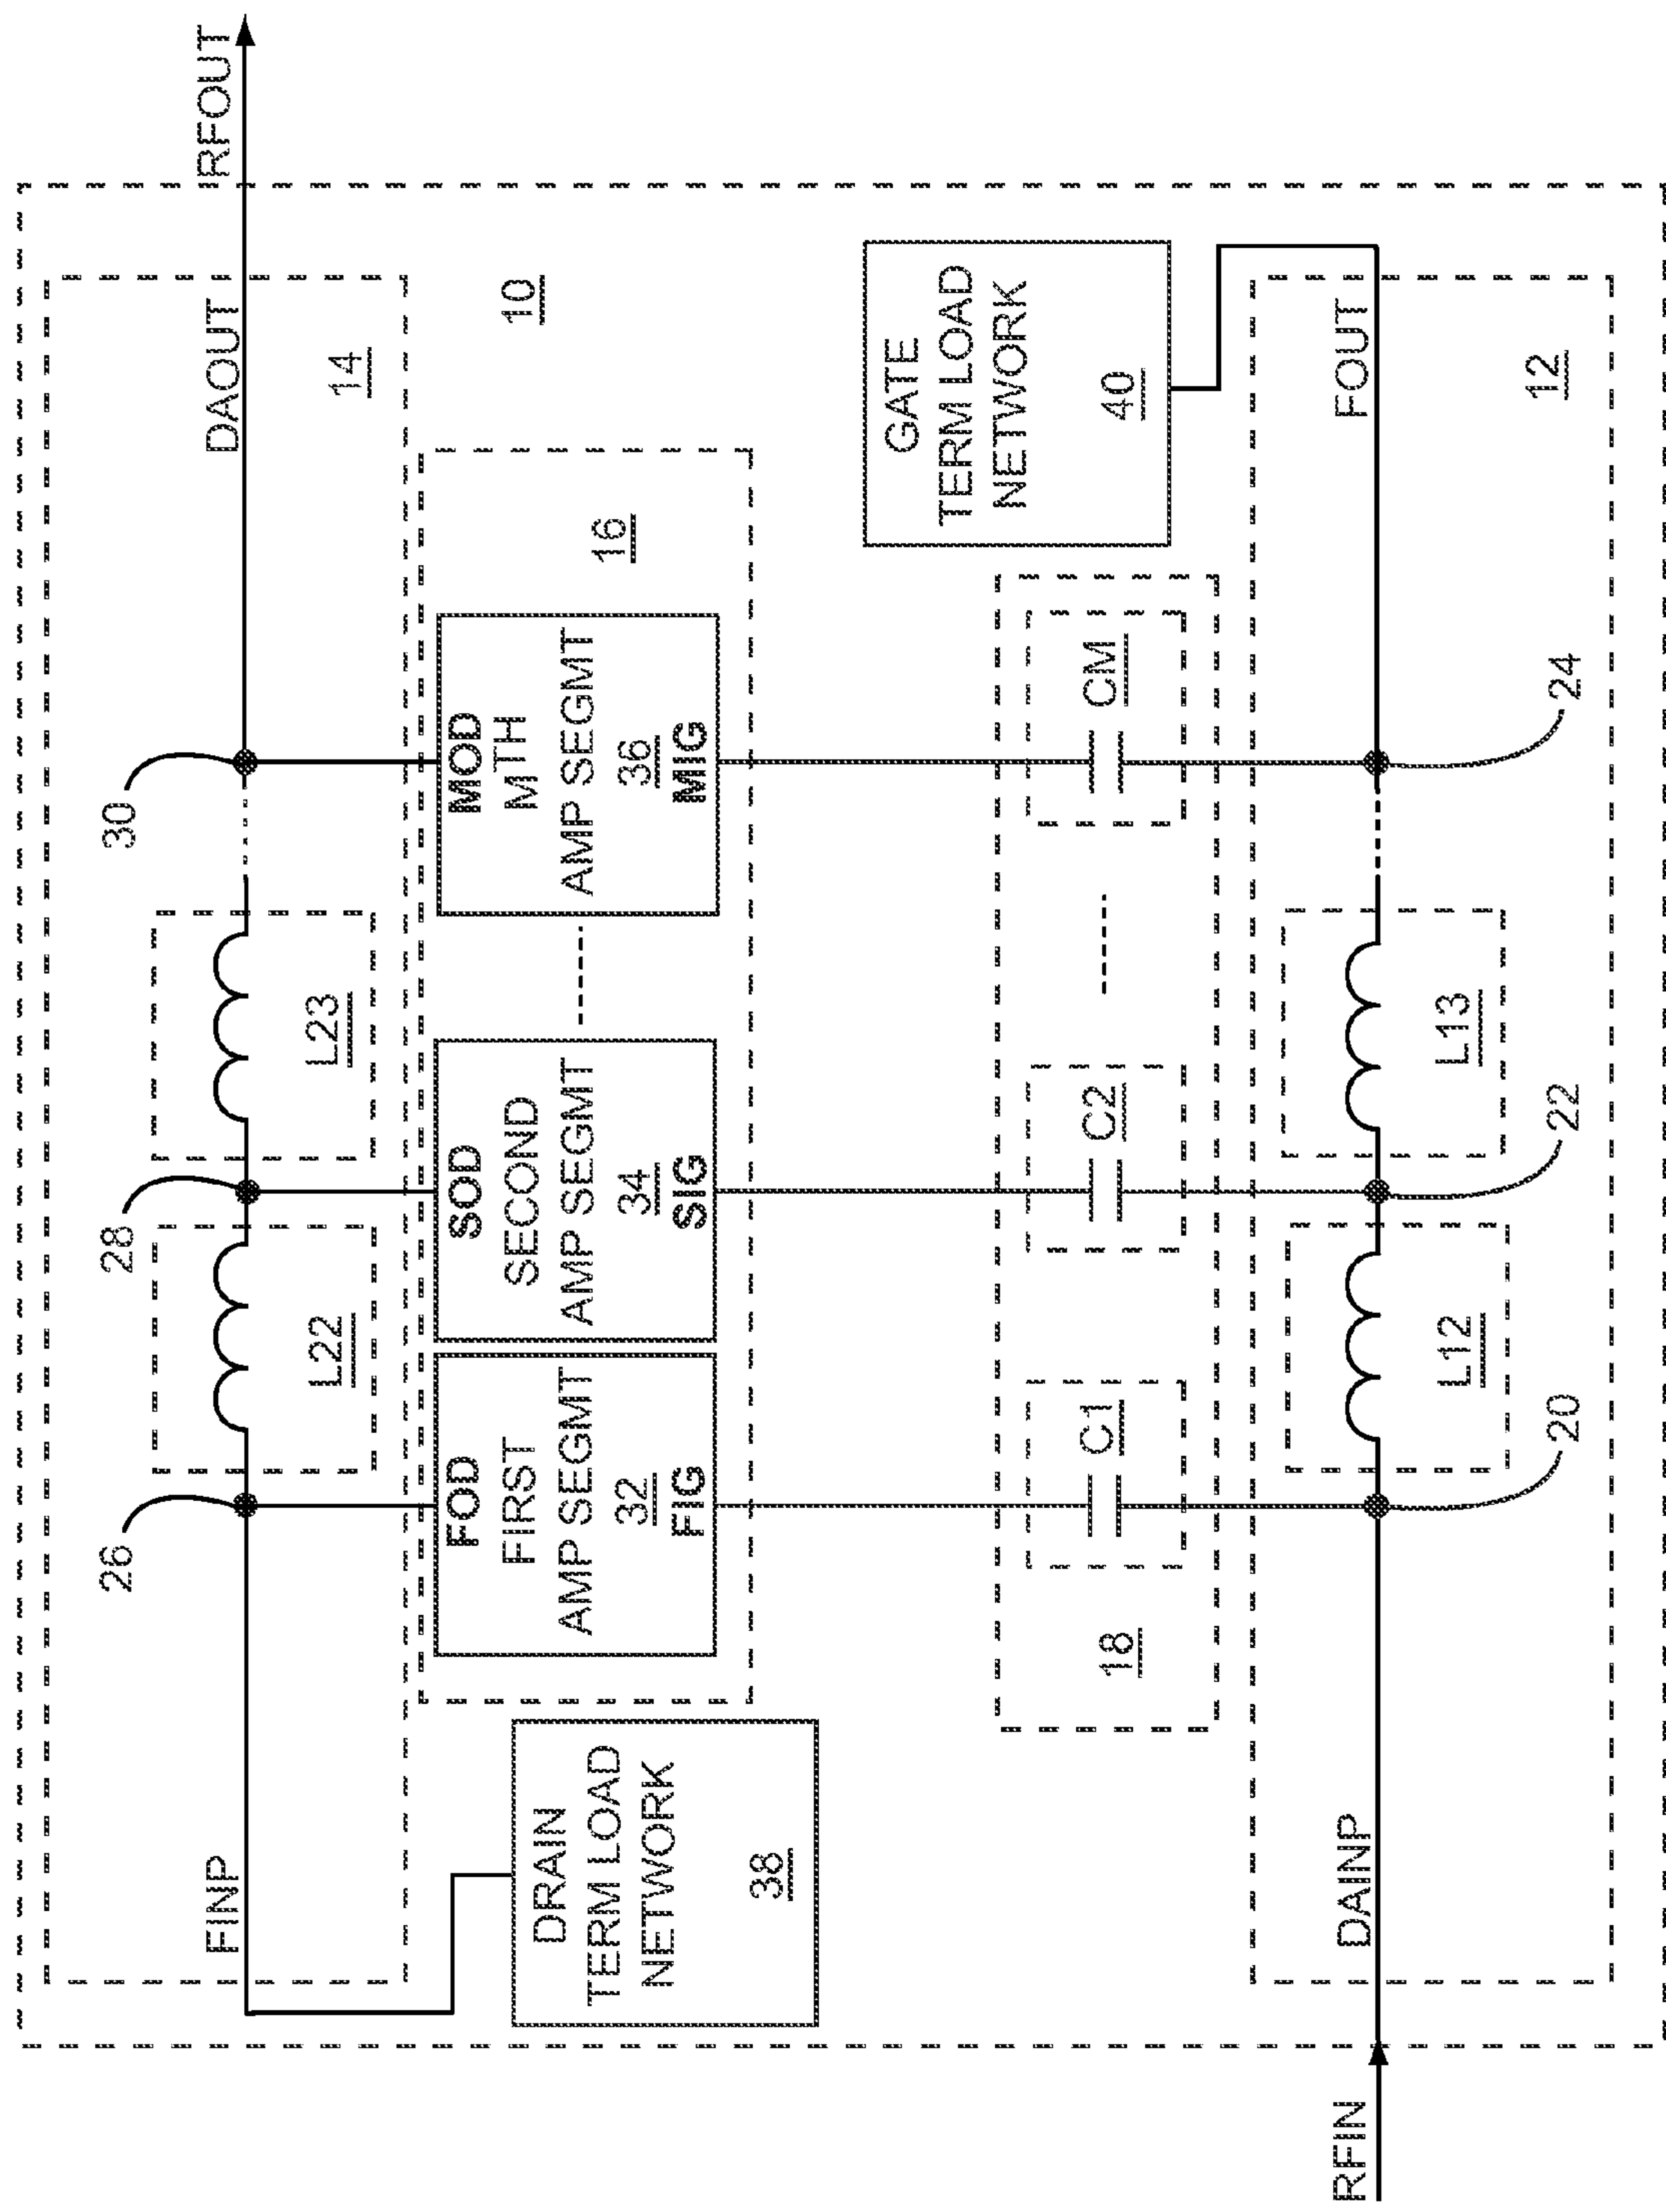 RFOUT
DAOUT
FINP
14
10
30
28
26
L23
L22
16
MOD
MTH
AMP SEGMT
36
MIG
SOD
SECOND
AMP SEGMT
34
SIG
FOD
FIRST
AMP SEGMT
32
FIG
DRAIN
TERM LOAD
NETWORK
38
GATE
TERM LOAD
NETWORK
40
18
C1
C2
CM
RFIN
DAINP
FOUT
L12
L13
12
20
22
24